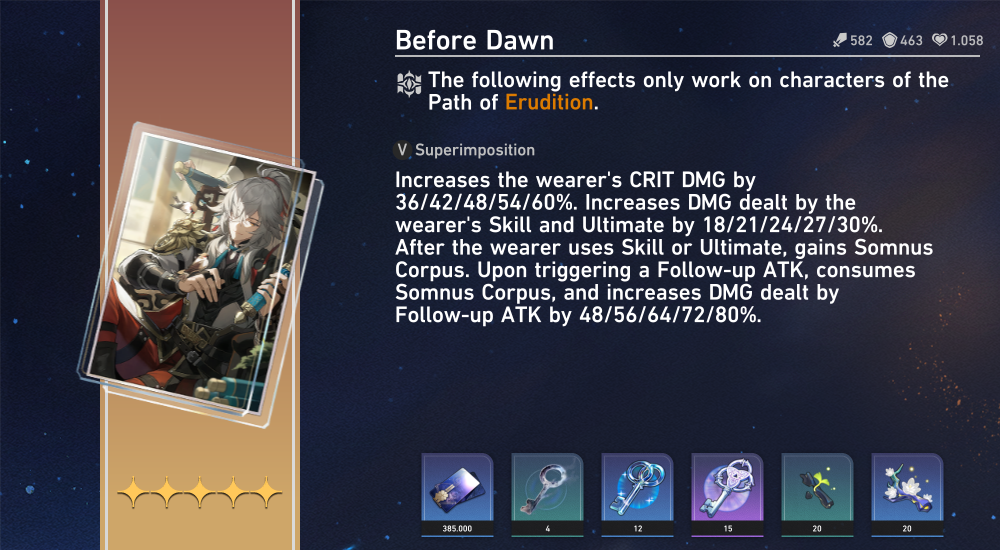 Before Dawn
582 463 1.058
The following effects only work on characters of the
Path of Erudition.
V Superimposition
Increases the wearer's CRIT DMG by
36/42/48/54/60%. Increases DMG dealt by the
wearer's Skill and Ultimate by 18/21/24/27/30%.
After the wearer uses Skill or Ultimate, gains Somnus
Corpus. Upon triggering a Follow-up ATK, consumes
Somnus Corpus, and increases DMG dealt by
Follow-up ATK by 48/56/64/72/80%.
385.000 4 12 15 20 20